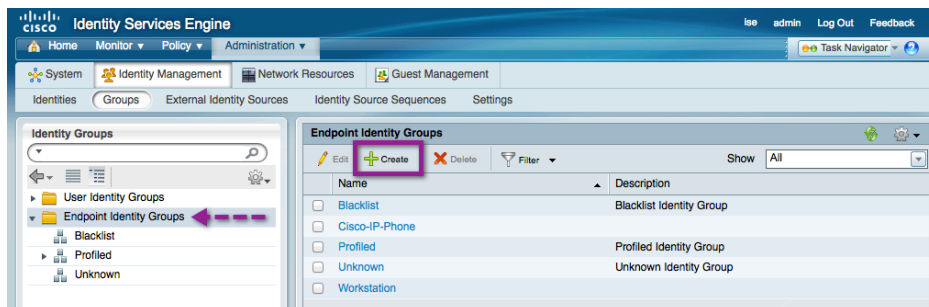 cisco Identity Services Engine
ise admin Log Out Feedback
Home Monitor Policy Administration
Task Navigator
System Identity Management Network Resources Guest Management
Identities Groups External Identity Sources Identity Source Sequences Settings
Identity Groups
User Identity Groups
Endpoint Identity Groups
Blacklist
Profiled
Unknown
Endpoint Identity Groups
Edit Create Delete Filter Show All
Name Description
Blacklist Blacklist Identity Group
Cisco-IP-Phone
Profiled Profiled Identity Group
Unknown Unknown Identity Group
Workstation